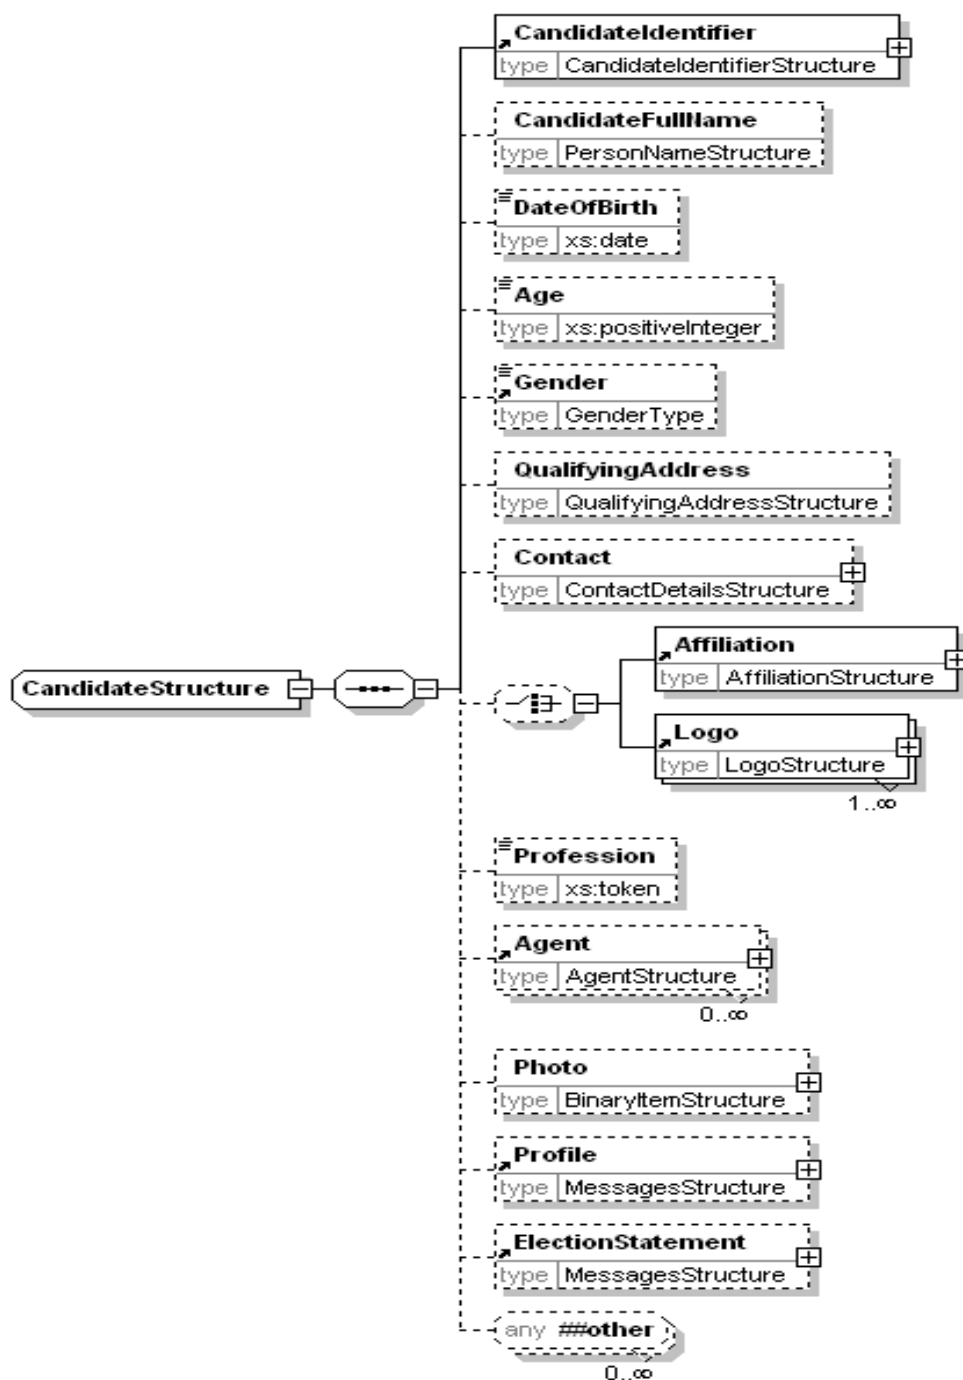 CandidateIdentifier
type CandidateIdentifierStructure
CandidateFullName
type PersonNameStructure
DateOfBirth
type xs:date
Age
type xs:positiveInteger
Gender
type GenderType
QualifyingAddress
type QualifyingAddressStructure
Contact
type ContactDetailsStructure
CandidateStructure
Affiliation
type AffiliationStructure
Logo
type LogoStructure
1..∞
Profession
type xs:token
Agent
type AgentStructure
0..∞
Photo
type BinaryItemStructure
Profile
type MessagesStructure
ElectionStatement
type MessagesStructure
any ##other
0..∞